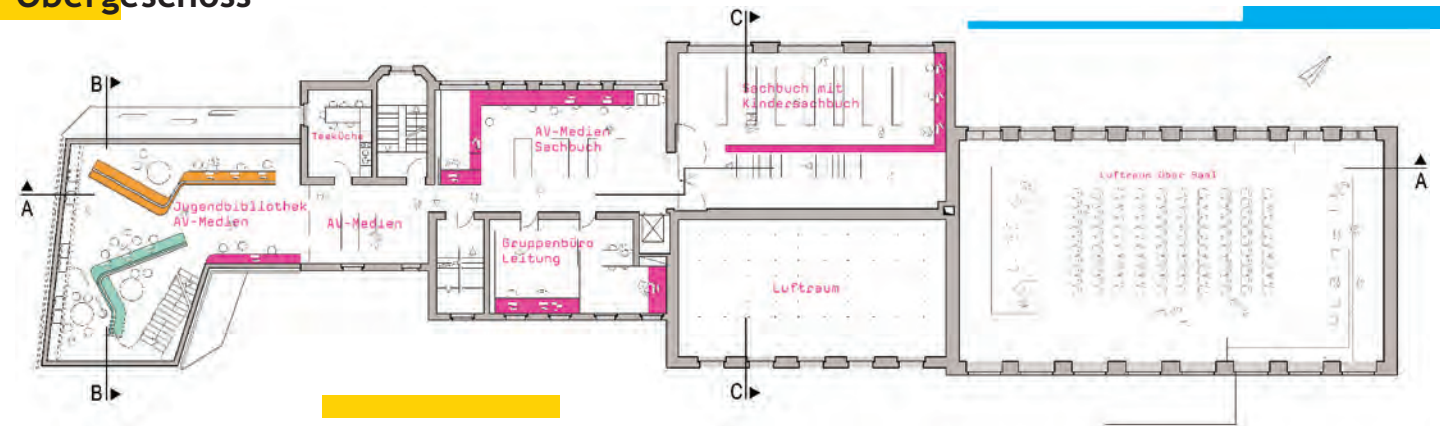 Obergeschoss
C
B
Teeküche
AV-Medien
Sachbuch
Sachbuch mit
Kindersachbuch
Luftraum über Saal
A
A
Jugendbibliothek
AV-Medien
AV-Medien
Gruppenbüro
Leitung
Luftraum
B
C